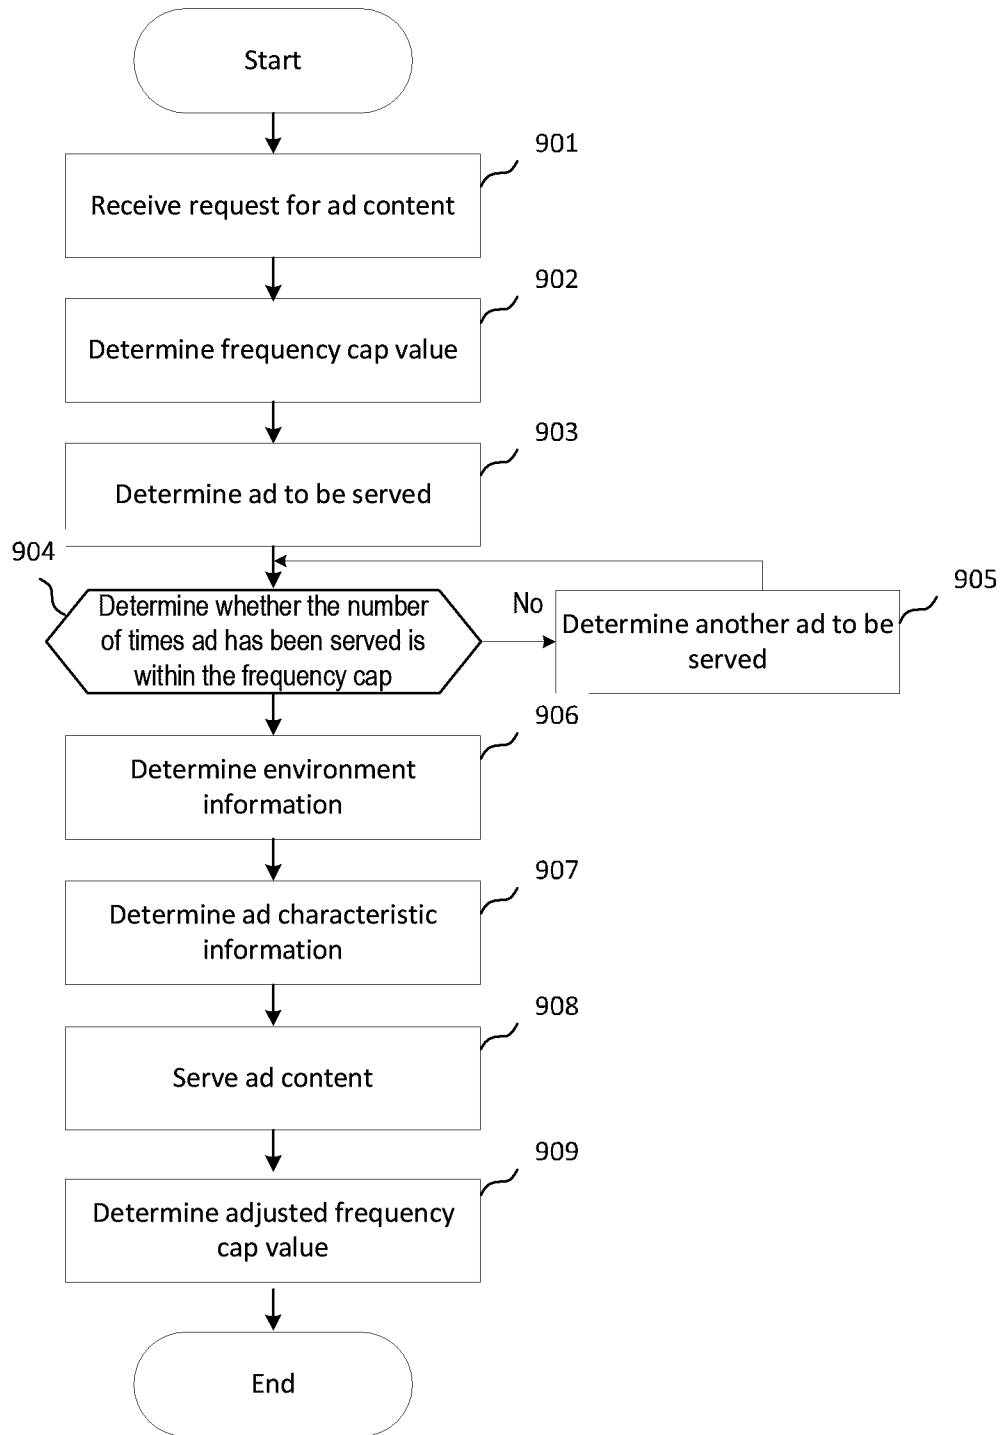 Start
901
Receive request for ad content
902
Determine frequency cap value
903
Determine ad to be served
904
Determine whether the number
of times ad has been served is
within the frequency cap
No
905
Determine another ad to be
served
906
Determine environment
information
907
Determine ad characteristic
information
908
Serve ad content
909
Determine adjusted frequency
cap value
End